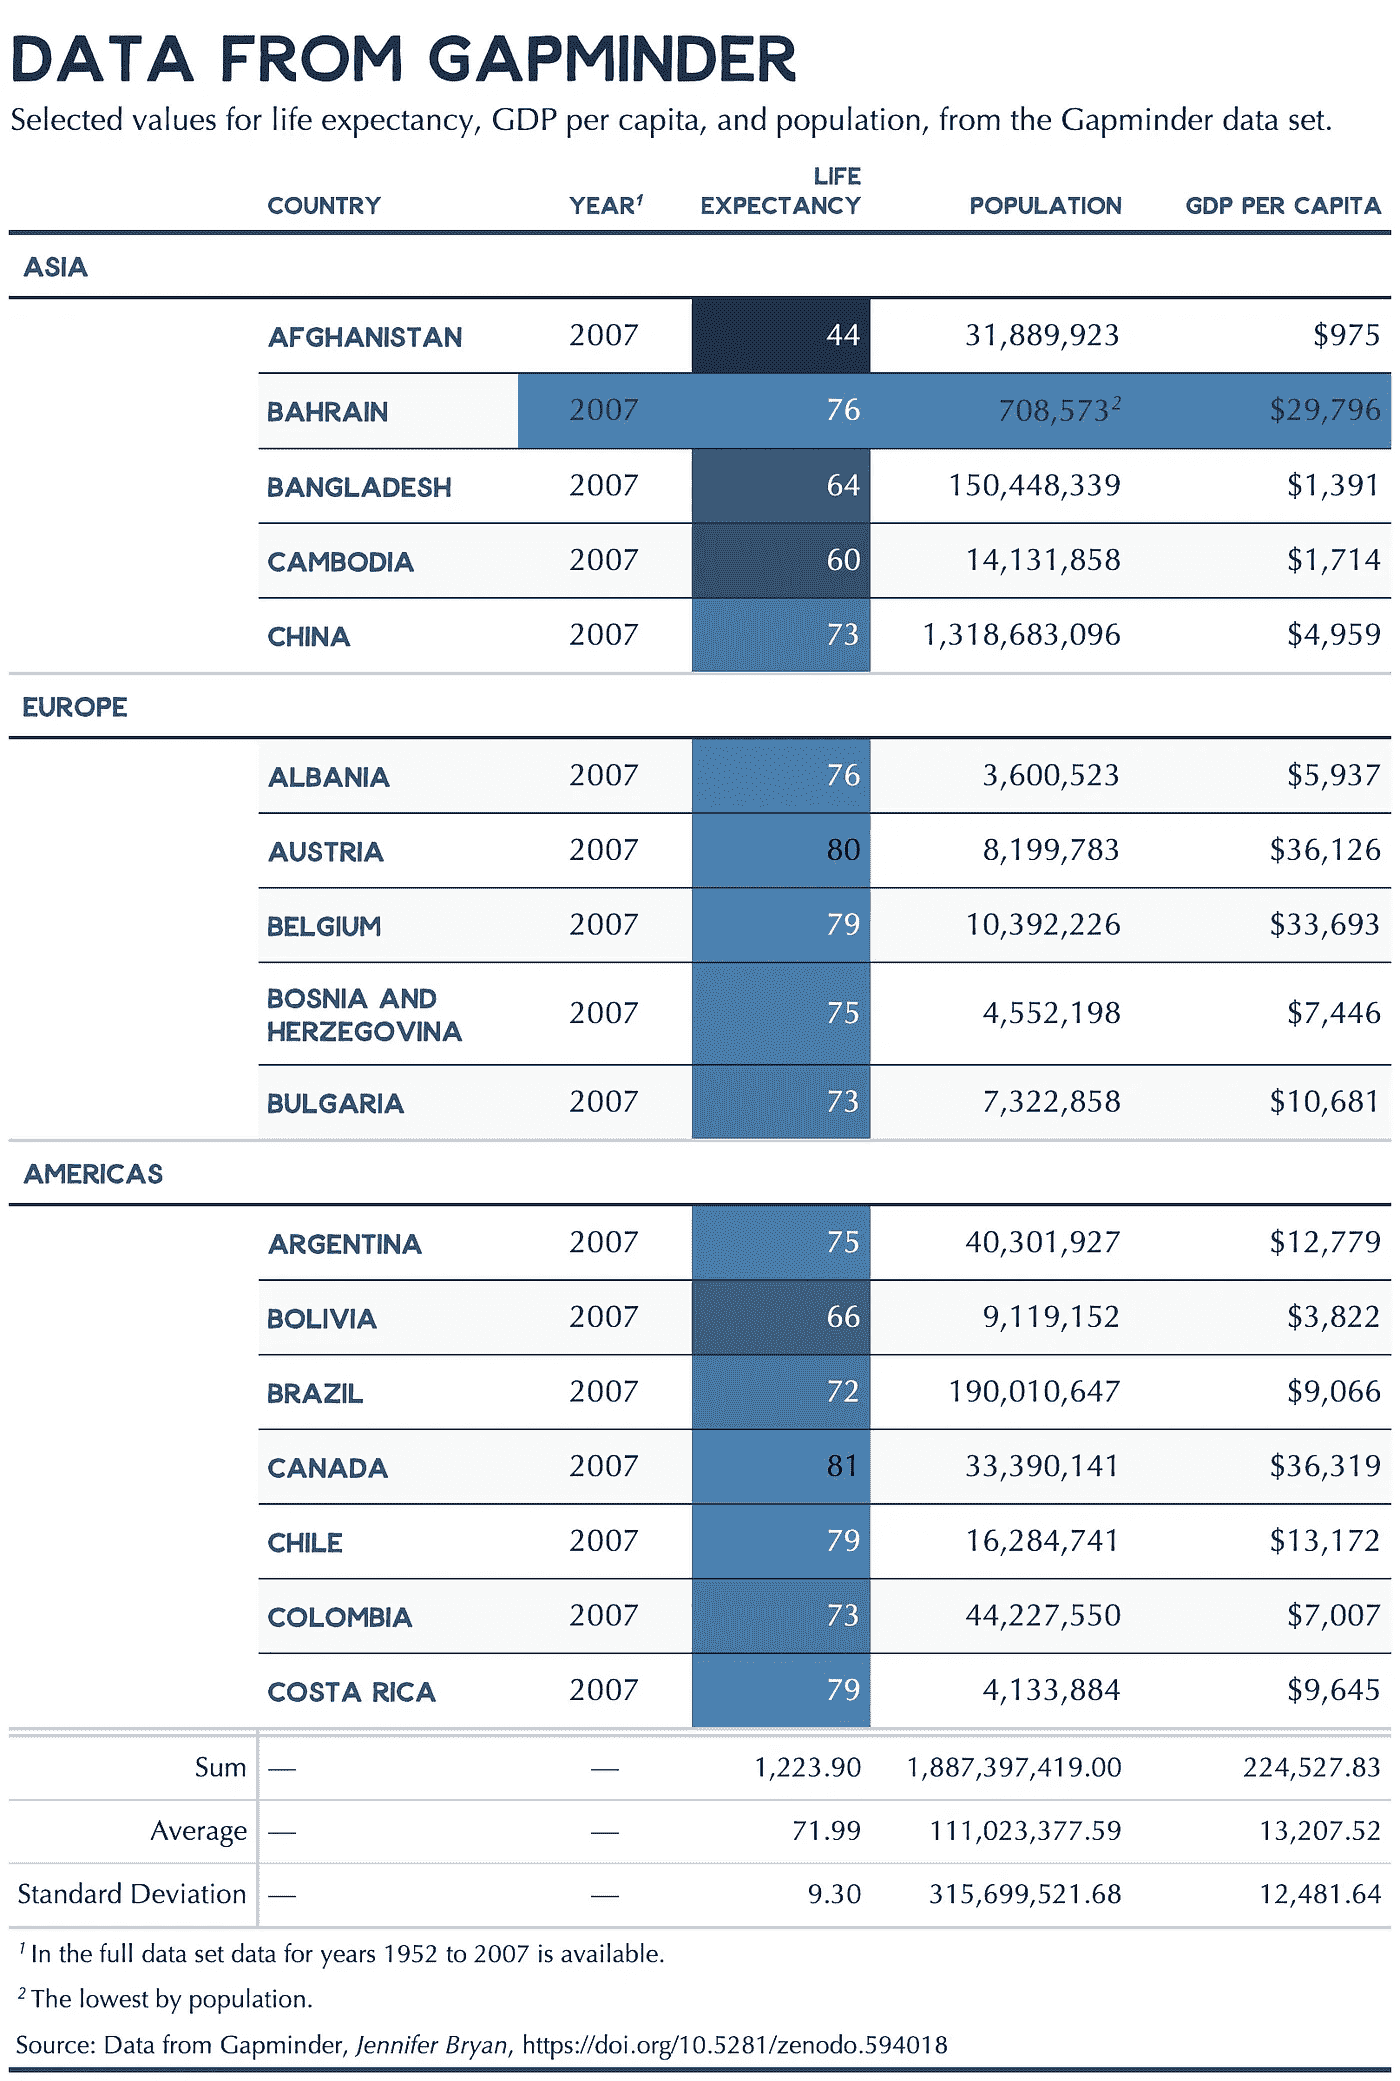 DATA FROM GAPMINDER
Selected values for life expectancy, GDP per capita, and population, from the Gapminder data set.
COUNTRY YEAR¹ LIFE EXPECTANCY POPULATION GDP PER CAPITA
ASIA
AFGHANISTAN 2007 44 31,889,923 $975
BAHRAIN 2007 76 708,573² $29,796
BANGLADESH 2007 64 150,448,339 $1,391
CAMBODIA 2007 60 14,131,858 $1,714
CHINA 2007 73 1,318,683,096 $4,959
EUROPE
ALBANIA 2007 76 3,600,523 $5,937
AUSTRIA 2007 80 8,199,783 $36,126
BELGIUM 2007 79 10,392,226 $33,693
BOSNIA AND HERZEGOVINA 2007 75 4,552,198 $7,446
BULGARIA 2007 73 7,322,858 $10,681
AMERICAS
ARGENTINA 2007 75 40,301,927 $12,779
BOLIVIA 2007 66 9,119,152 $3,822
BRAZIL 2007 72 190,010,647 $9,066
CANADA 2007 81 33,390,141 $36,319
CHILE 2007 79 16,284,741 $13,172
COLOMBIA 2007 73 44,227,550 $7,007
COSTA RICA 2007 79 4,133,884 $9,645
Sum — — 1,223.90 1,887,397,419.00 224,527.83
Average — — 71.99 111,023,377.59 13,207.52
Standard Deviation — — 9.30 315,699,521.68 12,481.64
¹ In the full data set data for years 1952 to 2007 is available.
² The lowest by population.
Source: Data from Gapminder, Jennifer Bryan, https://doi.org/10.5281/zenodo.594018